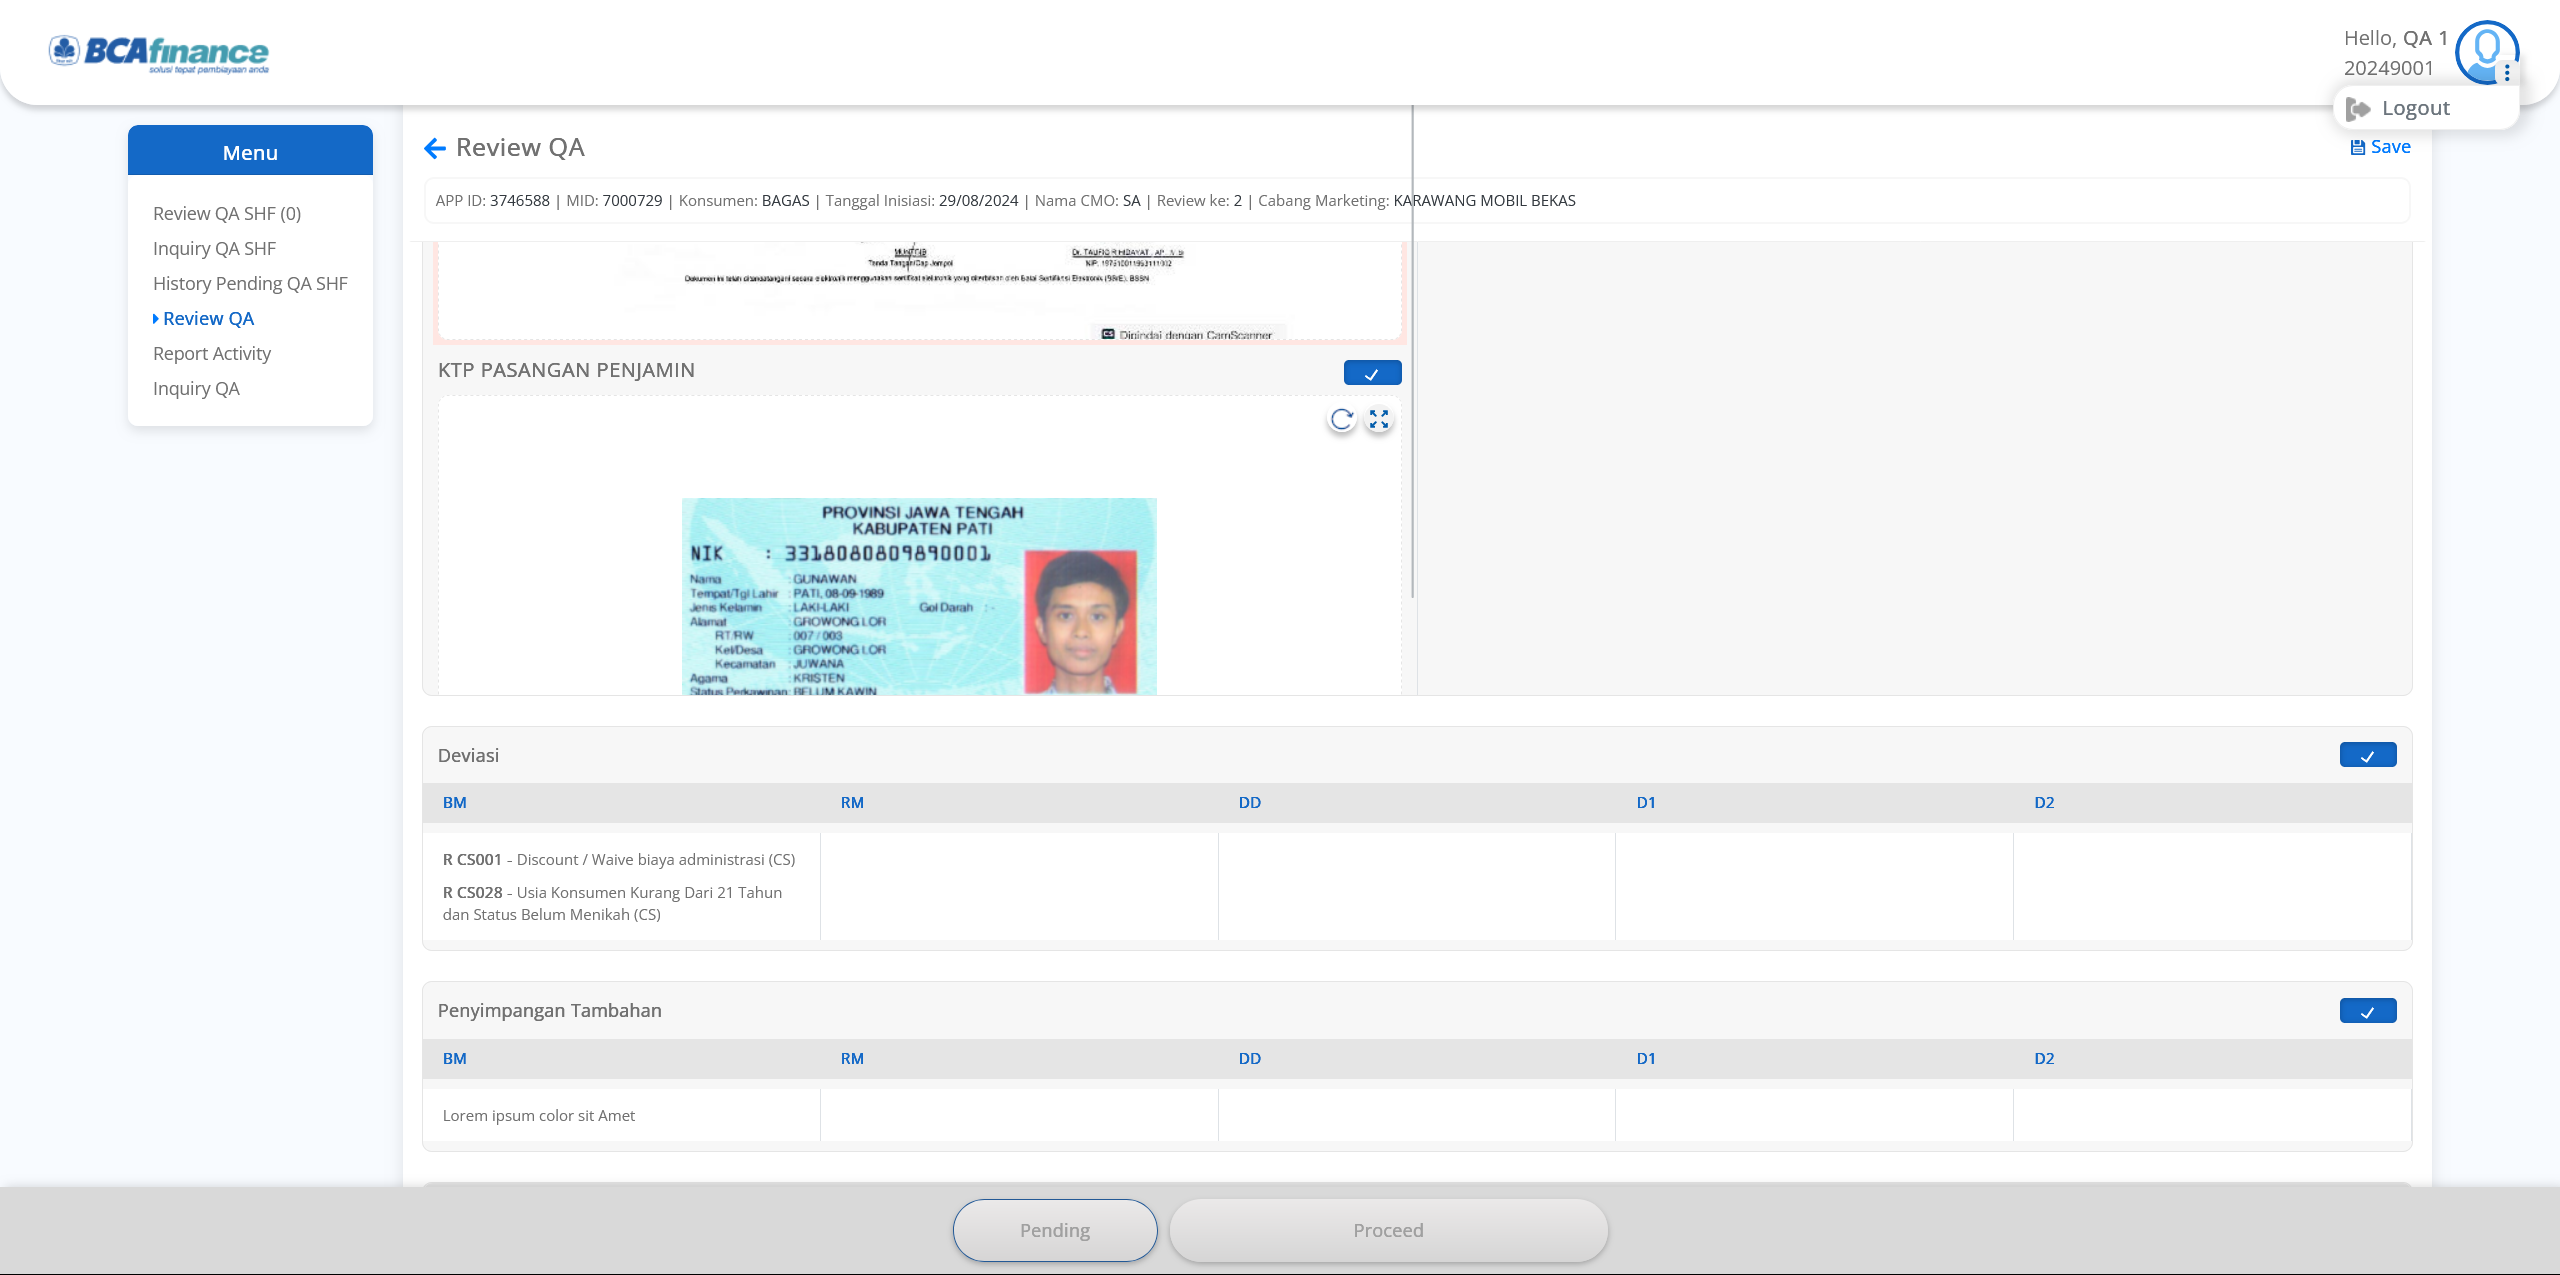 BCAfinance
solusi tepat pembiayaan anda
Hello, QA 1
20249001
Logout
Menu
Review QA SHF (0)
Inquiry QA SHF
History Pending QA SHF
Review QA
Report Activity
Inquiry QA
Review QA
Save
APP ID: 3746588 | MID: 7000729 | Konsumen: BAGAS | Tanggal Inisiasi: 29/08/2024 | Nama CMO: SA | Review ke: 2 | Cabang Marketing: KARAWANG MOBIL BEKAS
Tanda Tangan/Cap Jempol
Dokumen ini telah ditandatangani secara elektronik menggunakan sertifikat elektronik yang diterbitkan oleh Balai Sertifikasi Elektronik (BSrE), BSSN
CS Dipindai dengan CamScanner
KTP PASANGAN PENJAMIN
PROVINSI JAWA TENGAH
KABUPATEN PATI
NIK : 3318080809890001
Nama : GUNAWAN
Tempat/Tgl Lahir : PATI, 08-09-1989
Jenis Kelamin : LAKI-LAKI Gol Darah : -
Alamat : GROWONG LOR
RT/RW : 007 / 003
Kel/Desa : GROWONG LOR
Kecamatan : JUWANA
Agama : KRISTEN
Status Perkawinan: BELUM KAWIN
Deviasi
BM RM DD D1 D2
R CS001 - Discount / Waive biaya administrasi (CS)
R CS028 - Usia Konsumen Kurang Dari 21 Tahun
dan Status Belum Menikah (CS)
Penyimpangan Tambahan
BM RM DD D1 D2
Lorem ipsum color sit Amet
Pending
Proceed